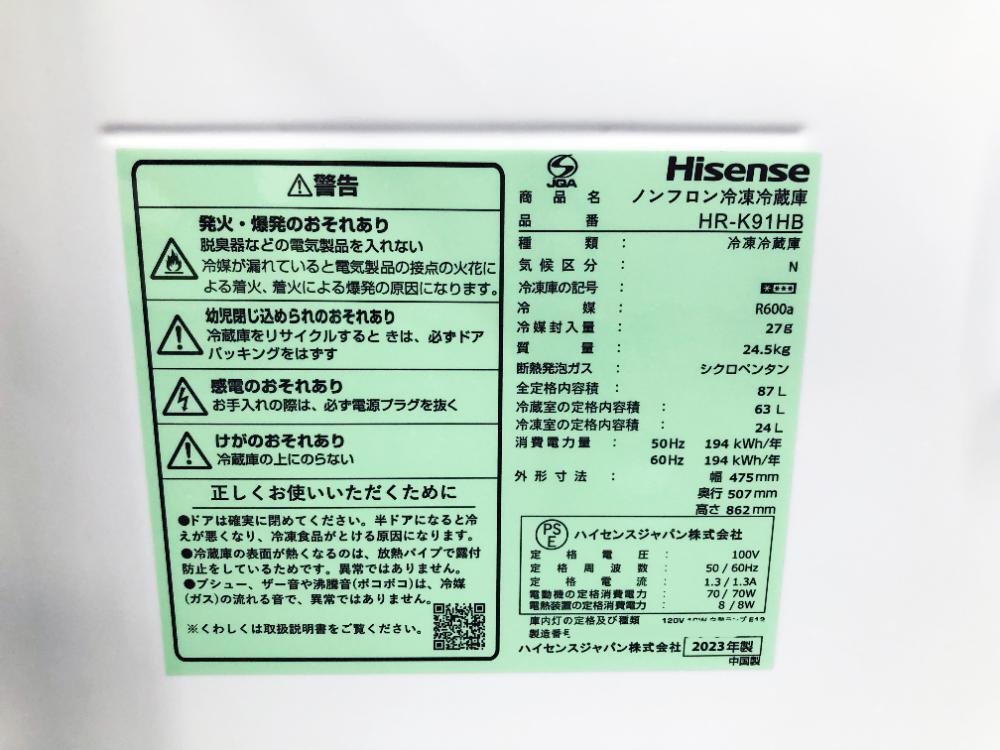 ⚠警告
発火・爆発のおそれあり
脱臭器などの電気製品を入れない
冷媒が漏れていると電気製品の接点の火花に
よる着火、着火による爆発の原因になります。
幼児閉じ込められのおそれあり
冷蔵庫をリサイクルすると きは、必ずドア
パッキングをはずす
感電のおそれあり
お手入れの際は、必ず電源プラグを抜く
けがのおそれあり
冷蔵庫の上にのらない
正しくお使いいただくために
●ドアは確実に閉めてください。半ドアになると冷
えが悪くなり、冷凍食品がとける原因になります。
●冷蔵庫の表面が熱くなるのは、放熱パイプで露付
防止をしているためです。異常ではありません。
●ブシュー、ザー音や沸騰音(ポコポコ)は、冷媒
(ガス)の流れる音で、異常ではありません。
※くわしくは取扱説明書をご覧ください。
JQA
Hisense
商品名 ノンフロン冷凍冷蔵庫
品番 HR-K91HB
種類: 冷凍冷蔵庫
気候区分: N
冷凍庫の記号:
冷媒: R600a
冷媒封入量: 27g
質量: 24.5kg
断熱発泡ガス: シクロペンタン
全定格内容積: 87 L
冷蔵室の定格内容積: 63 L
冷凍室の定格内容積: 24 L
消費電力量: 50Hz 194 kWh/年
60Hz 194 kWh/年
外形寸法: 幅 475mm
奥行 507mm
高さ 862mm
PSE ハイセンスジャパン株式会社
定格電圧: 100V
定格周波数: 50 / 60Hz
定格電流: 1.3 / 1.3A
電動機の定格消費電力: 70 / 70W
電熱装置の定格消費電力: 8 / 8W
庫内灯の定格及び種類 120V
製造番号
ハイセンスジャパン株式会社 2023年製
中国製